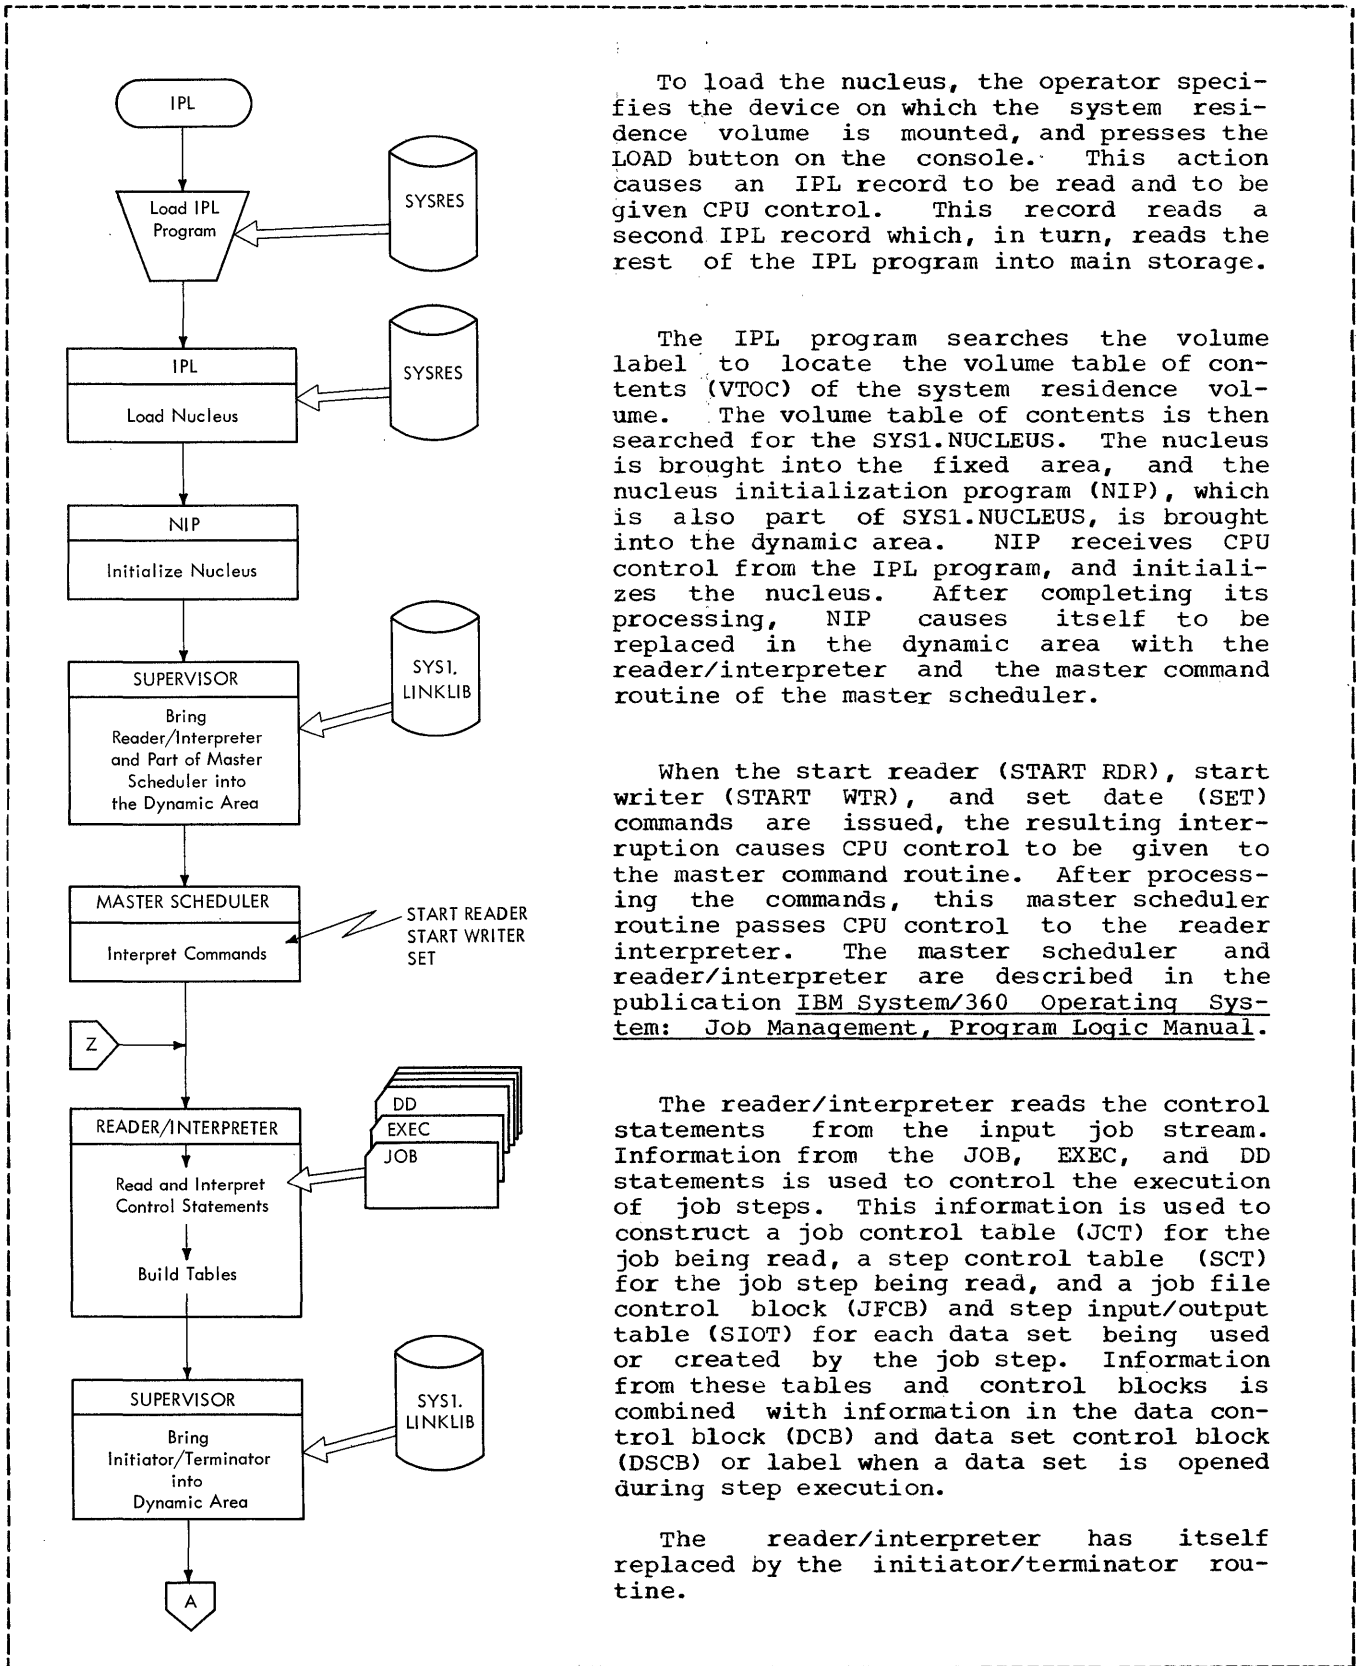 IPL
Load IPL
Program
SYSRES
IPL
Load Nucleus
SYSRES
NIP
Initialize Nucleus
SUPERVISOR
Bring
Reader/Interpreter
and Part of Master
Scheduler into
the Dynamic Area
SYS1.
LINKLIB
MASTER SCHEDULER
Interpret Commands
START READER
START WRITER
SET
Z
READER/INTERPRETER
Read and Interpret
Control Statements
Build Tables
DD
EXEC
JOB
SUPERVISOR
Bring
Initiator/Terminator
into
Dynamic Area
SYS1.
LINKLIB
A
To load the nucleus, the operator speci-
fies the device on which the system resi-
dence volume is mounted, and presses the
LOAD button on the console. This action
causes an IPL record to be read and to be
given CPU control. This record reads a
second IPL record which, in turn, reads the
rest of the IPL program into main storage.
The IPL program searches the volume
label to locate the volume table of con-
tents (VTOC) of the system residence vol-
ume. The volume table of contents is then
searched for the SYS1.NUCLEUS. The nucleus
is brought into the fixed area, and the
nucleus initialization program (NIP), which
is also part of SYS1.NUCLEUS, is brought
into the dynamic area. NIP receives CPU
control from the IPL program, and initiali-
zes the nucleus. After completing its
processing, NIP causes itself to be
replaced in the dynamic area with the
reader/interpreter and the master command
routine of the master scheduler.
When the start reader (START RDR), start
writer (START WTR), and set date (SET)
commands are issued, the resulting inter-
ruption causes CPU control to be given to
the master command routine. After process-
ing the commands, this master scheduler
routine passes CPU control to the reader
interpreter. The master scheduler and
reader/interpreter are described in the
publication IBM System/360 Operating Sys-
tem: Job Management, Program Logic Manual.
The reader/interpreter reads the control
statements from the input job stream.
Information from the JOB, EXEC, and DD
statements is used to control the execution
of job steps. This information is used to
construct a job control table (JCT) for the
job being read, a step control table (SCT)
for the job step being read, and a job file
control block (JFCB) and step input/output
table (SIOT) for each data set being used
or created by the job step. Information
from these tables and control blocks is
combined with information in the data con-
trol block (DCB) and data set control block
(DSCB) or label when a data set is opened
during step execution.
The reader/interpreter has itself
replaced by the initiator/terminator rou-
tine.